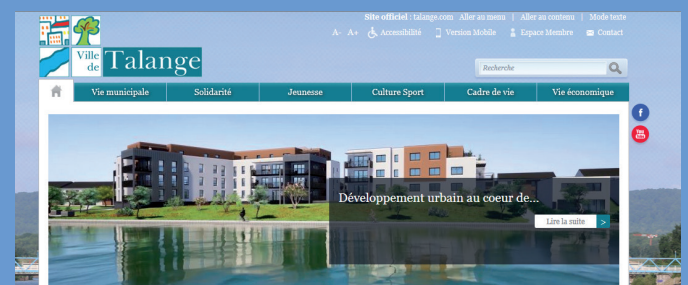 Site officiel : talange.com Aller au menu | Aller au contenu | Mode texte
A- A+ Accessibilité Version Mobile Espace Membre Contact
Ville
de Talange
Recherche
Vie municipale Solidarité Jeunesse Culture Sport Cadre de vie Vie économique
f
You
Tube
Développement urbain au coeur de...
Lire la suite >